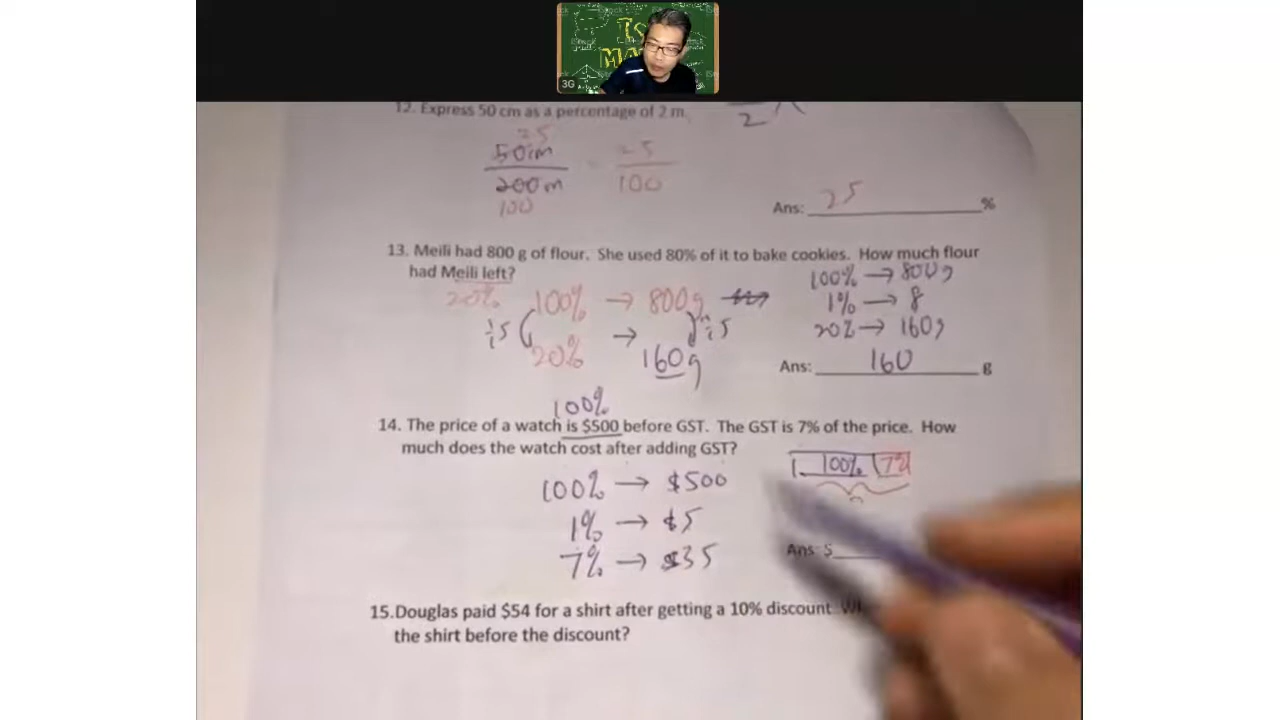 3G
12. Express 50 cm as a percentage of 2 m.
2
25
50cm
200m
100
25
100
Ans: 25 %
13. Meili had 800 g of flour. She used 80% of it to bake cookies. How much flour
had Meili left?
20%
100% → 800g
20% → 160g
100% → 800g
1% → 8
20% → 160g
Ans: 160 g
100%
14. The price of a watch is $500 before GST. The GST is 7% of the price. How
much does the watch cost after adding GST?
100% 7%
100% → $500
1% → $5
7% → $35
Ans: $
15.Douglas paid $54 for a shirt after getting a 10% discount.
the shirt before the discount?